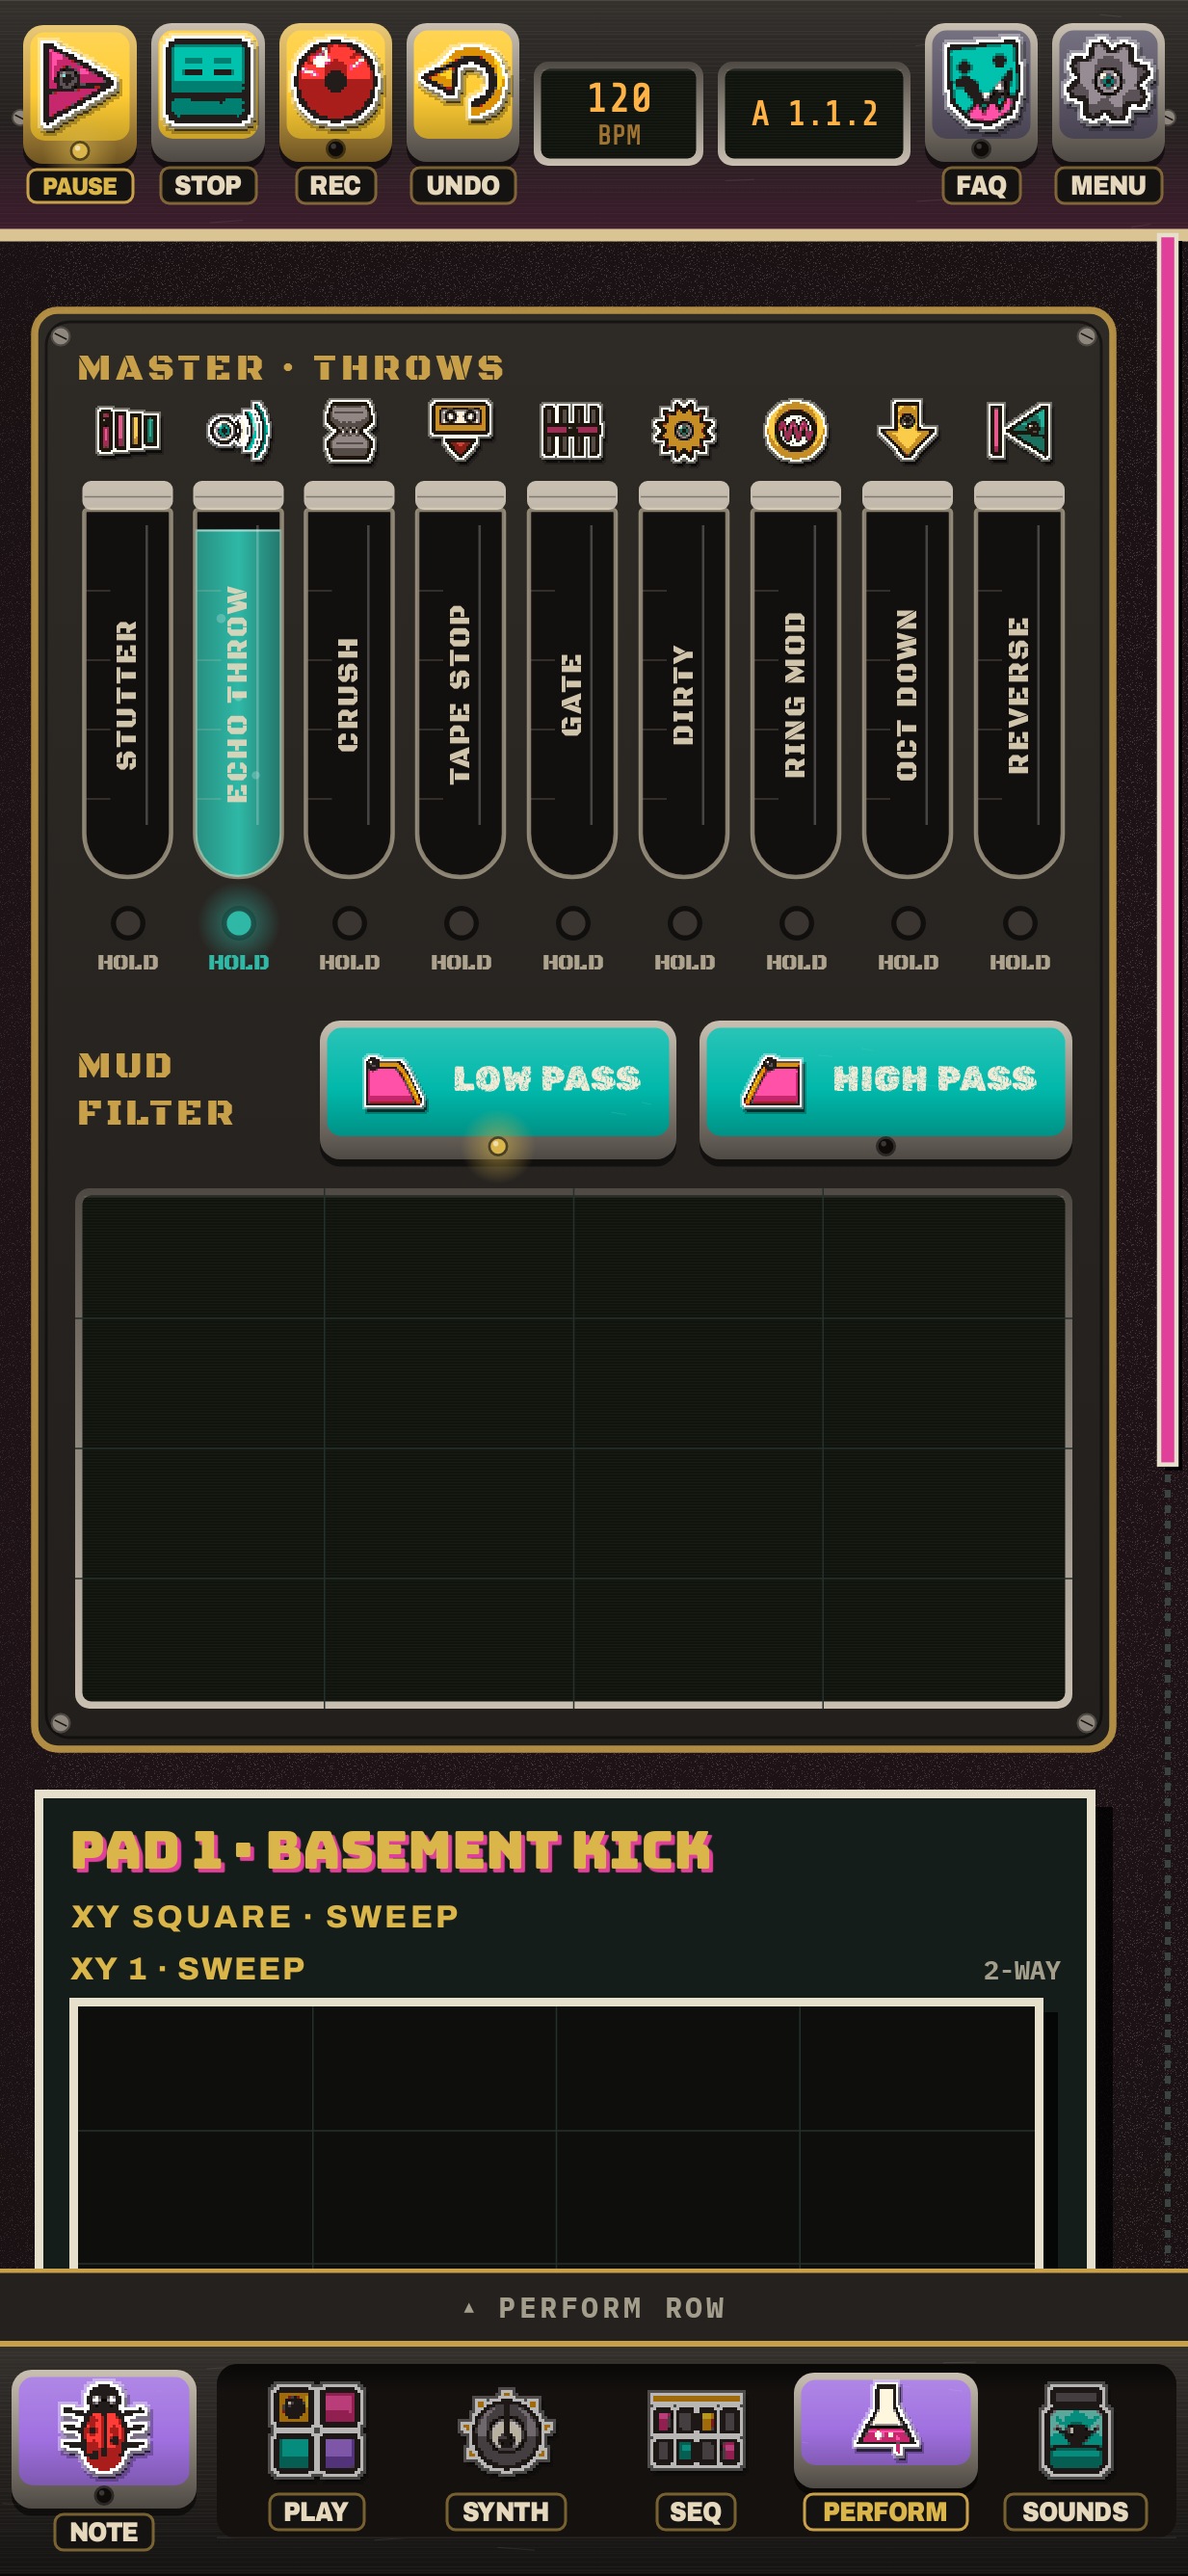 120
BPM
A 1.1.2
PAUSE
STOP
REC
UNDO
FAQ
MENU
MASTER · THROWS
STUTTER
ECHO THROW
CRUSH
TAPE STOP
GATE
DIRTY
RING MOD
OCT DOWN
REVERSE
HOLD
HOLD
HOLD
HOLD
HOLD
HOLD
HOLD
HOLD
HOLD
MUD
FILTER
LOW PASS
HIGH PASS
PAD 1 · BASEMENT KICK
XY SQUARE · SWEEP
XY 1 · SWEEP
2-WAY
▲ PERFORM ROW
NOTE
PLAY
SYNTH
SEQ
PERFORM
SOUNDS